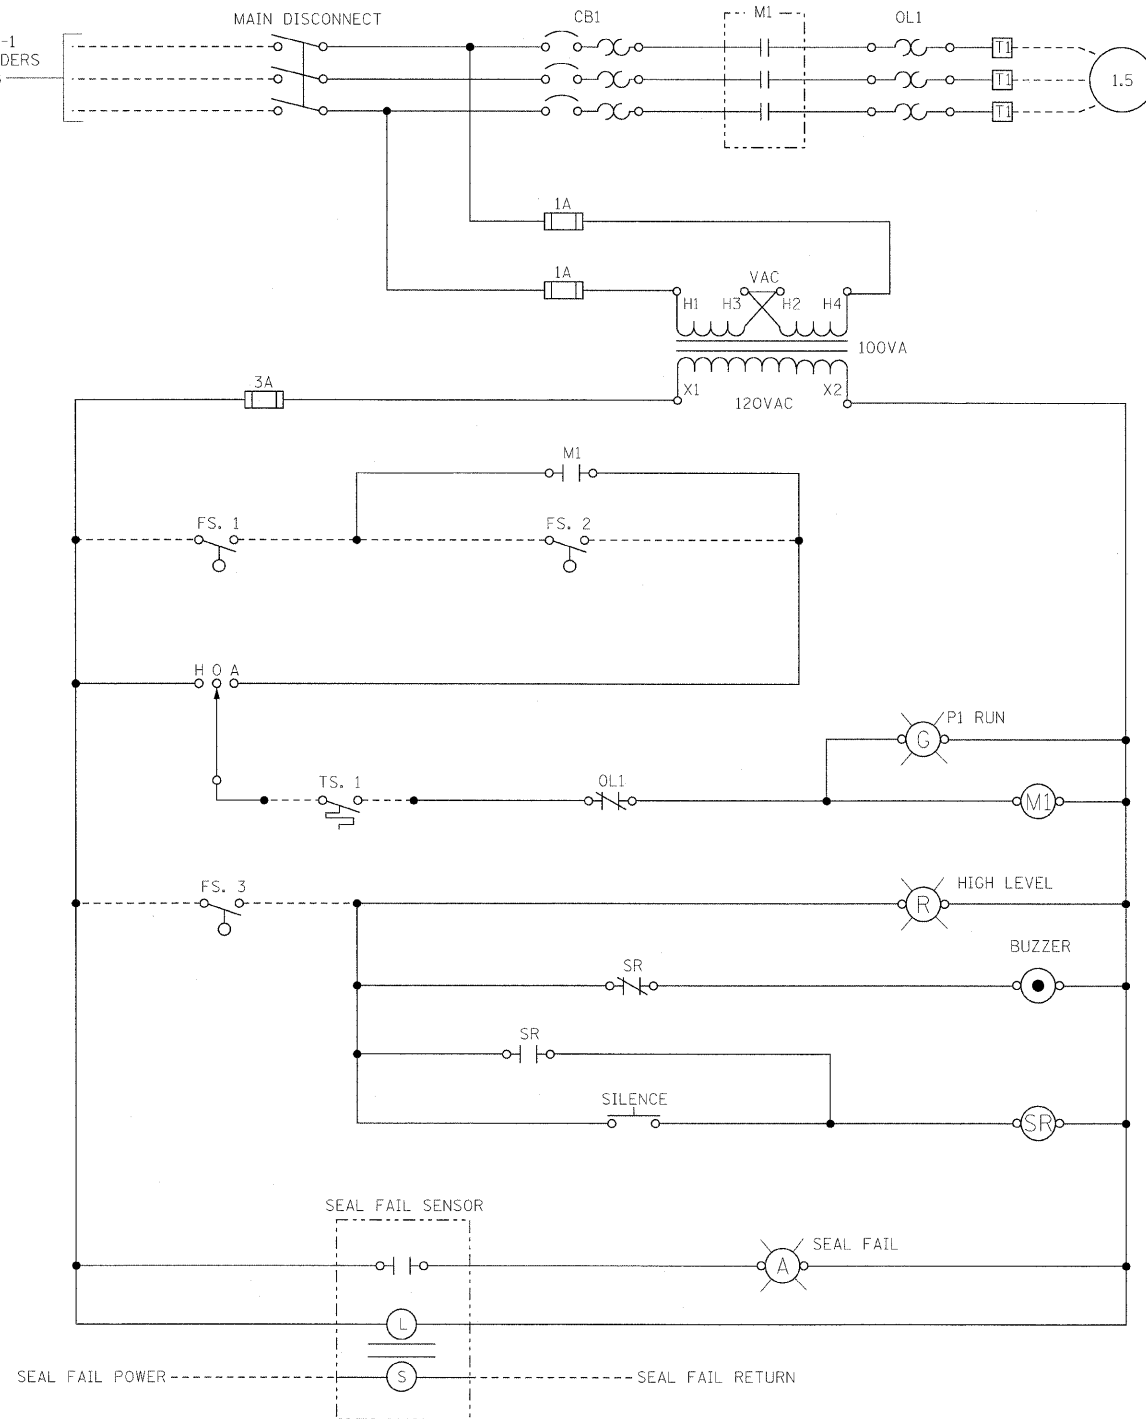 MAIN DISCONNECT
CB1
M1
OL1
-1
DERS
T1
T1
T1
1.5
1A
1A
VAC
H1 H3 H2 H4
100VA
X1 X2
120VAC
3A
M1
FS. 1
FS. 2
H O A
P1 RUN
G
TS. 1
OL1
M1
FS. 3
HIGH LEVEL
R
BUZZER
SR
SR
SILENCE
SR
SEAL FAIL SENSOR
SEAL FAIL
A
L
SEAL FAIL POWER
S
SEAL FAIL RETURN